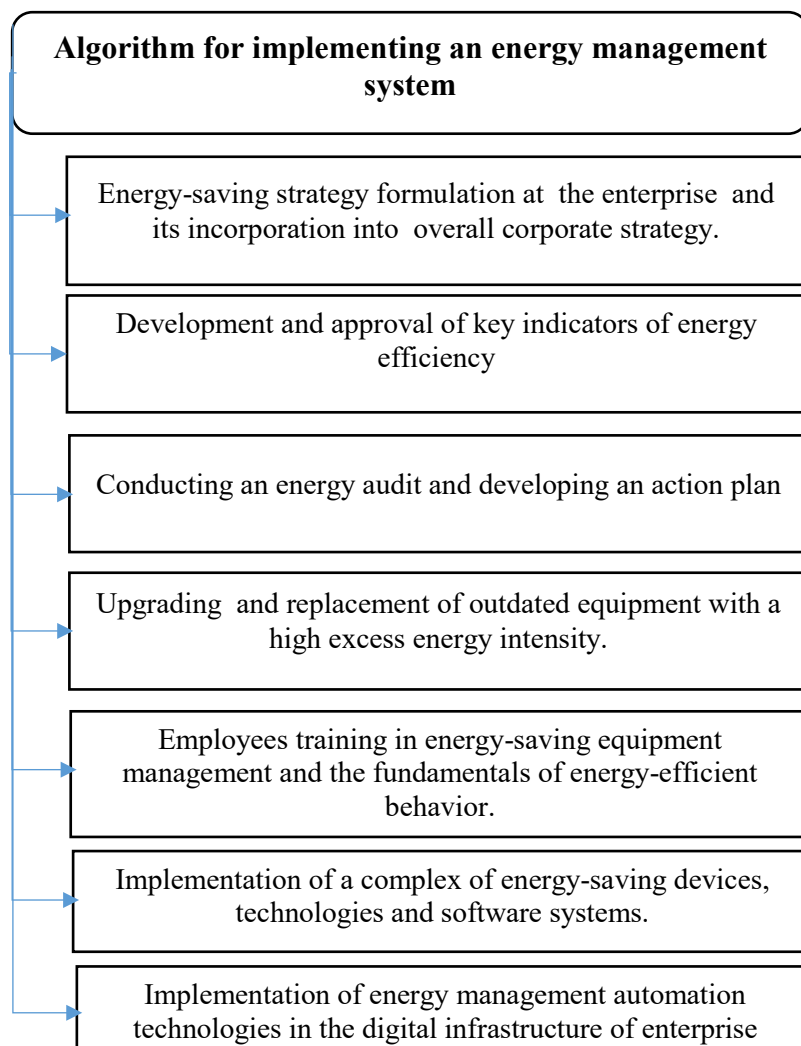 Algorithm for implementing an energy management
system
Energy-saving strategy formulation at the enterprise and
its incorporation into overall corporate strategy.
Development and approval of key indicators of energy
efficiency
Conducting an energy audit and developing an action plan
Upgrading and replacement of outdated equipment with a
high excess energy intensity.
Employees training in energy-saving equipment
management and the fundamentals of energy-efficient
behavior.
Implementation of a complex of energy-saving devices,
technologies and software systems.
Implementation of energy management automation
technologies in the digital infrastructure of enterprise